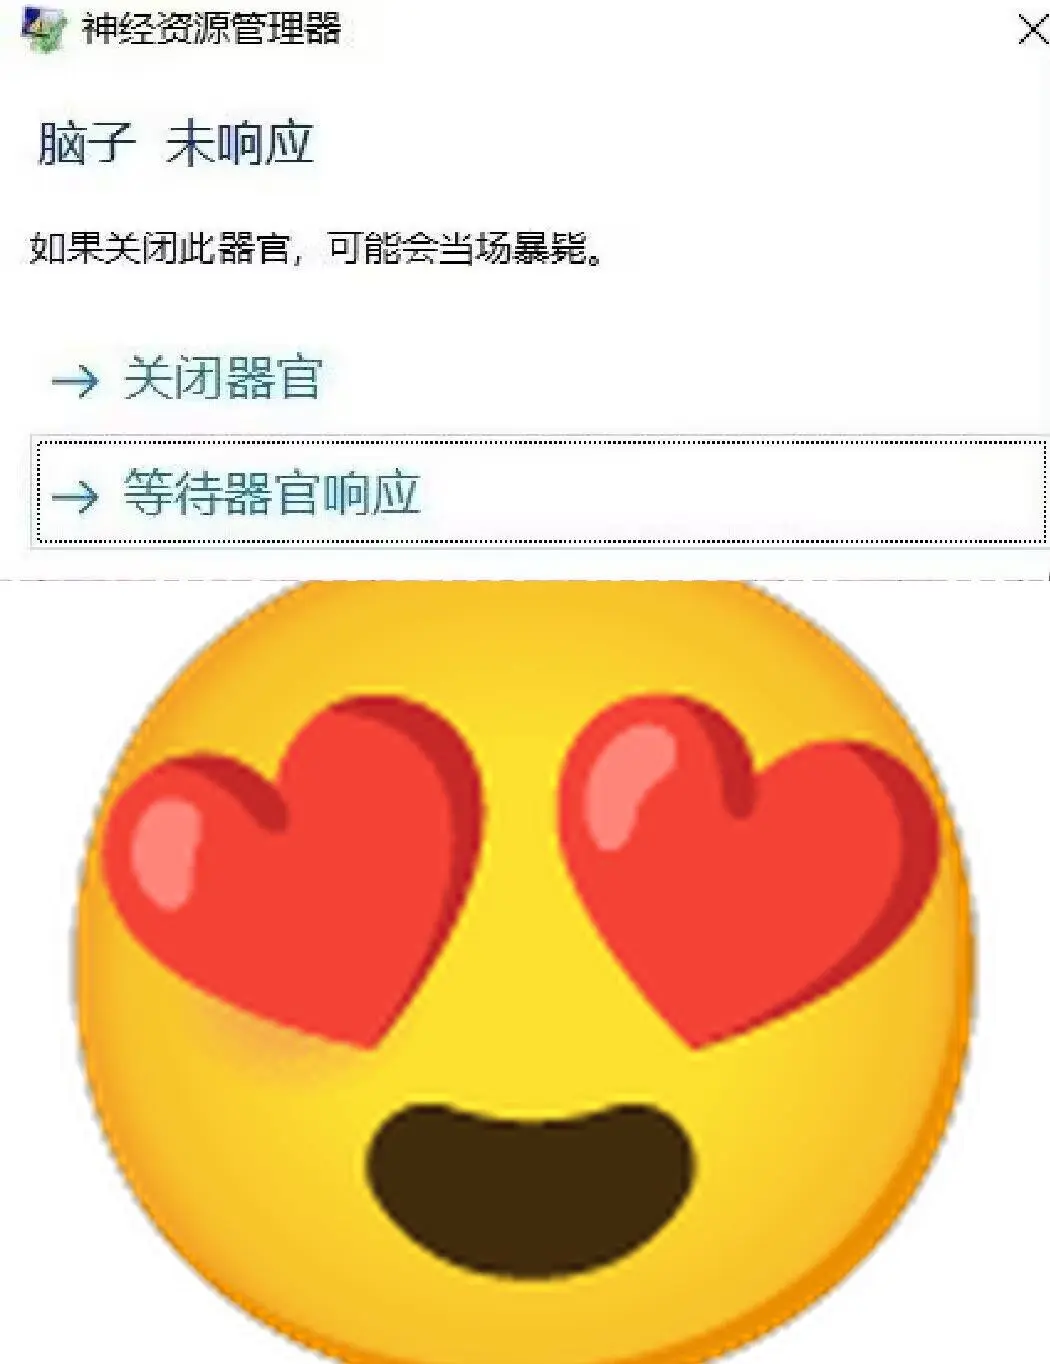 神经资源管理器
脑子 未响应
如果关闭此器官，可能会当场暴毙。
→ 关闭器官
→ 等待器官响应